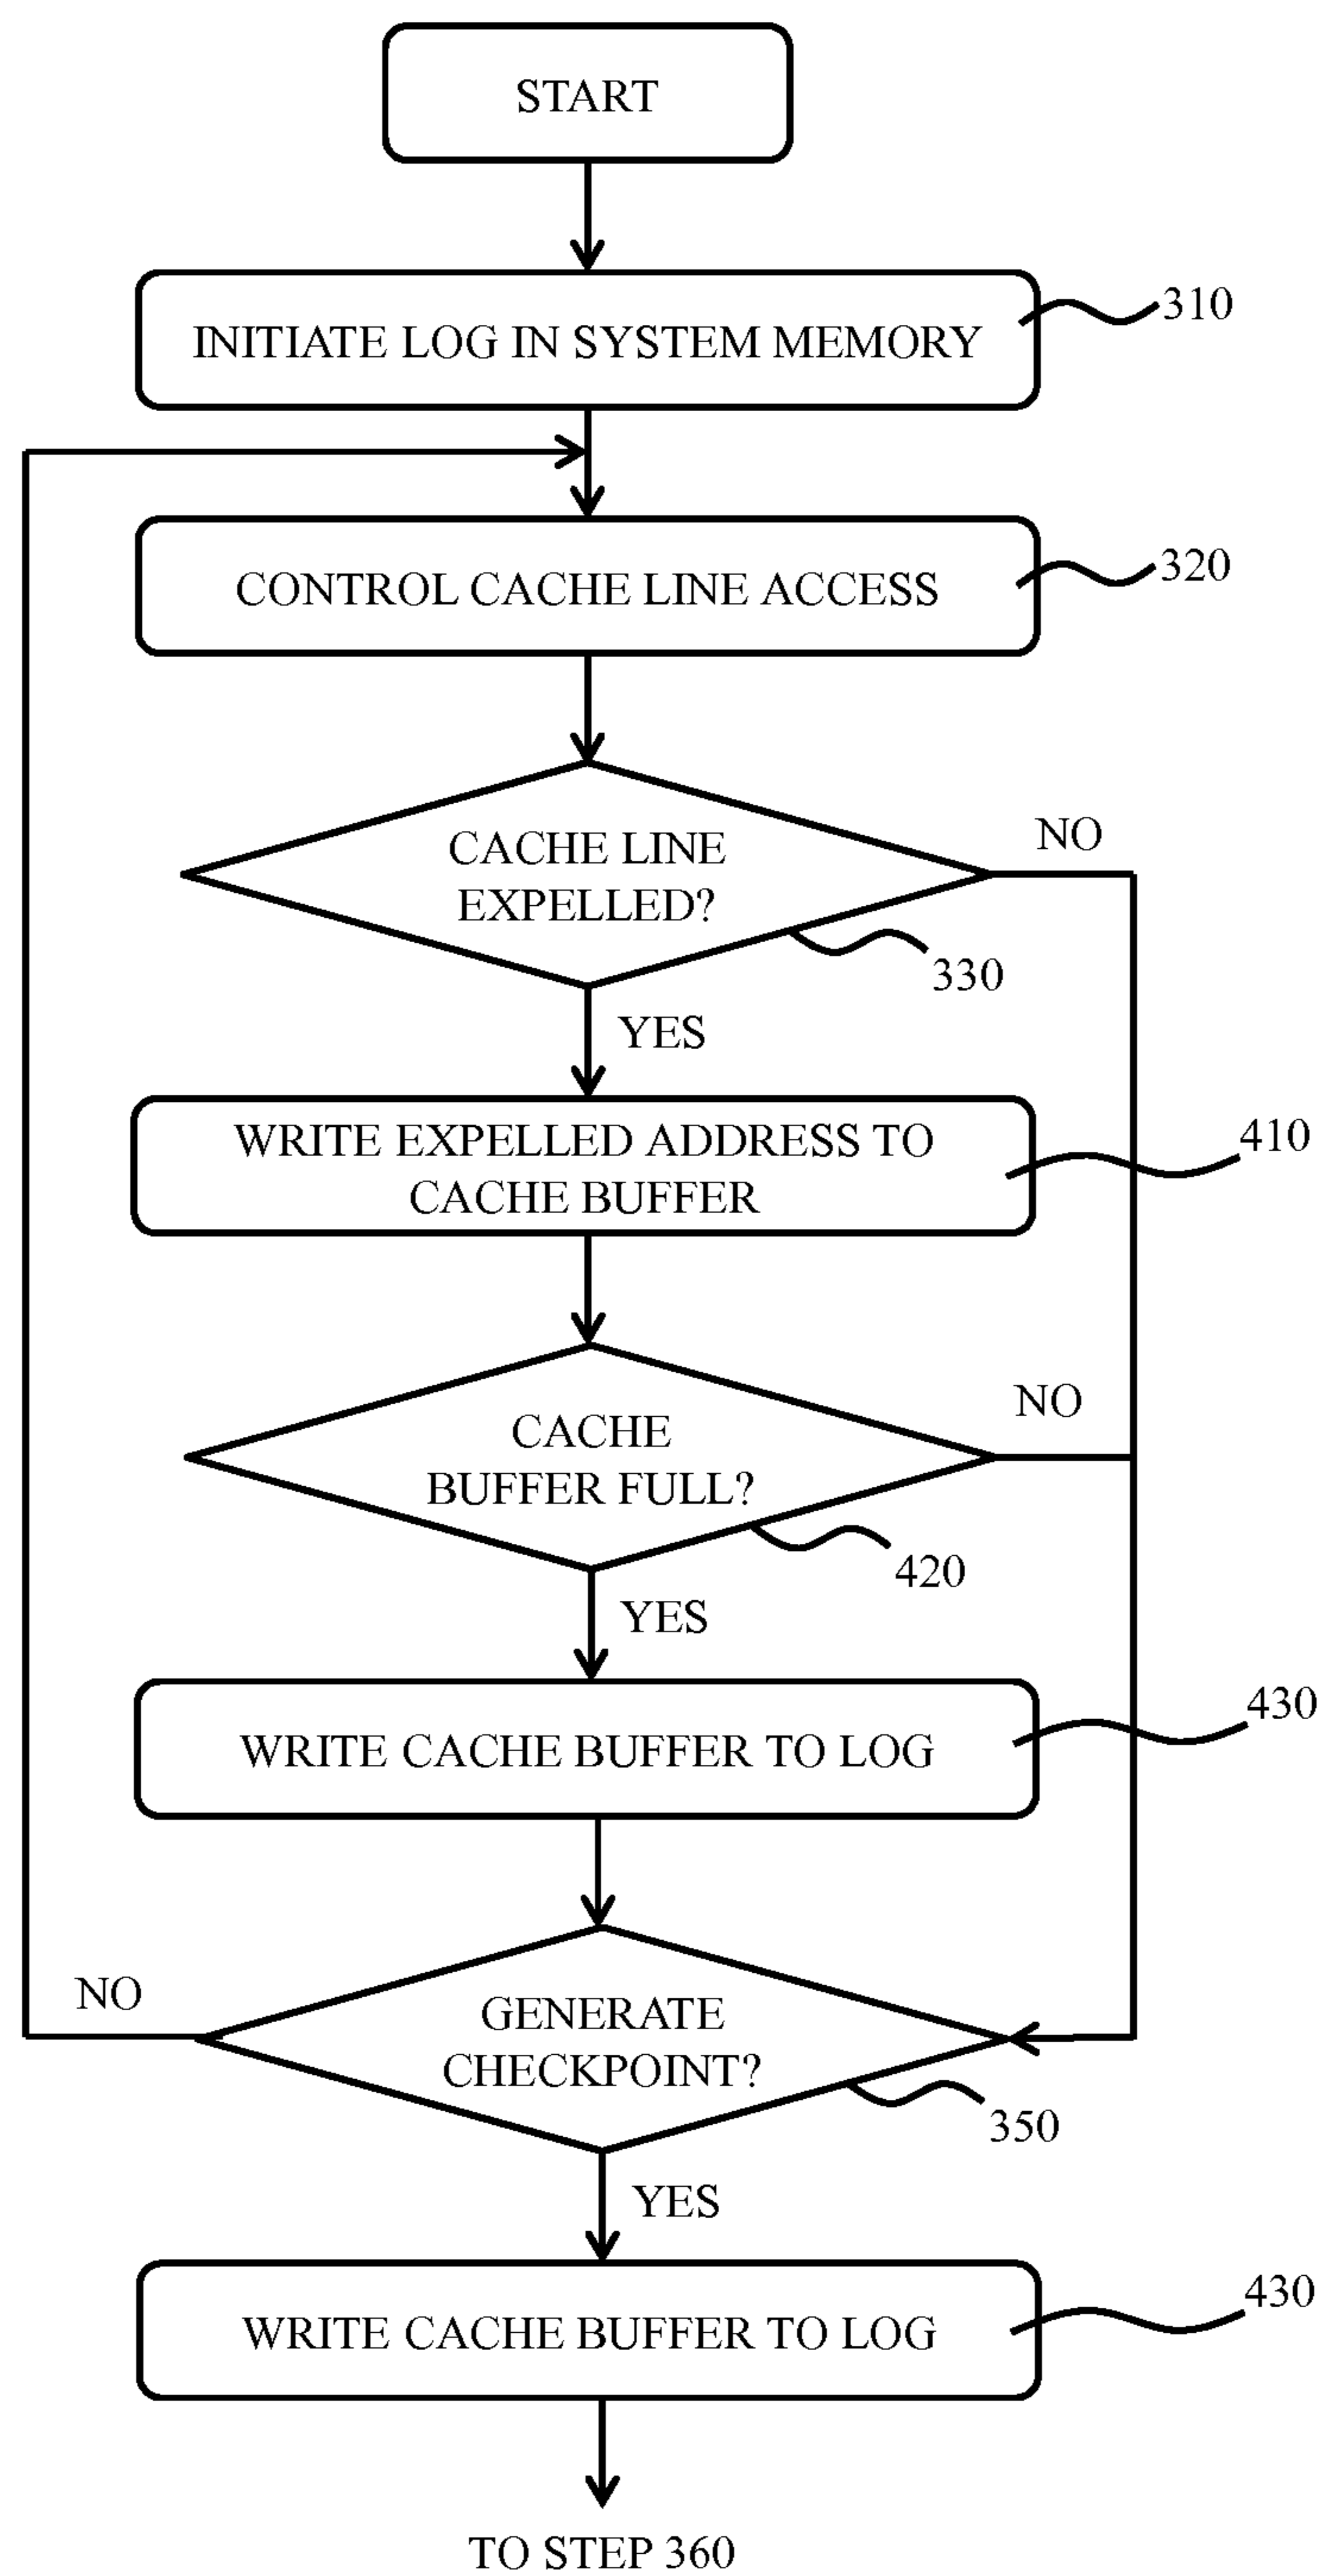 START
INITIATE LOG IN SYSTEM MEMORY
310
CONTROL CACHE LINE ACCESS
320
CACHE LINE
EXPELLED?
NO
330
YES
WRITE EXPELLED ADDRESS TO
CACHE BUFFER
410
CACHE
BUFFER FULL?
NO
420
YES
WRITE CACHE BUFFER TO LOG
430
NO
GENERATE
CHECKPOINT?
350
YES
WRITE CACHE BUFFER TO LOG
430
TO STEP 360